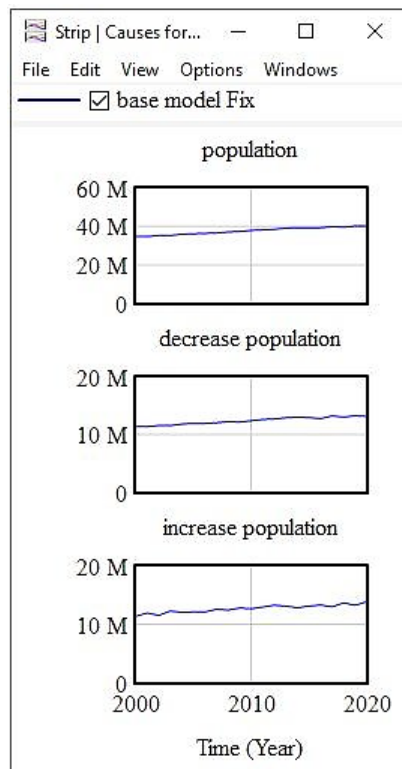 Strip | Causes for...
File Edit View Options Windows
base model Fix
population
60 M
40 M
20 M
0
decrease population
20 M
10 M
0
increase population
20 M
10 M
0
2000 2010 2020
Time (Year)